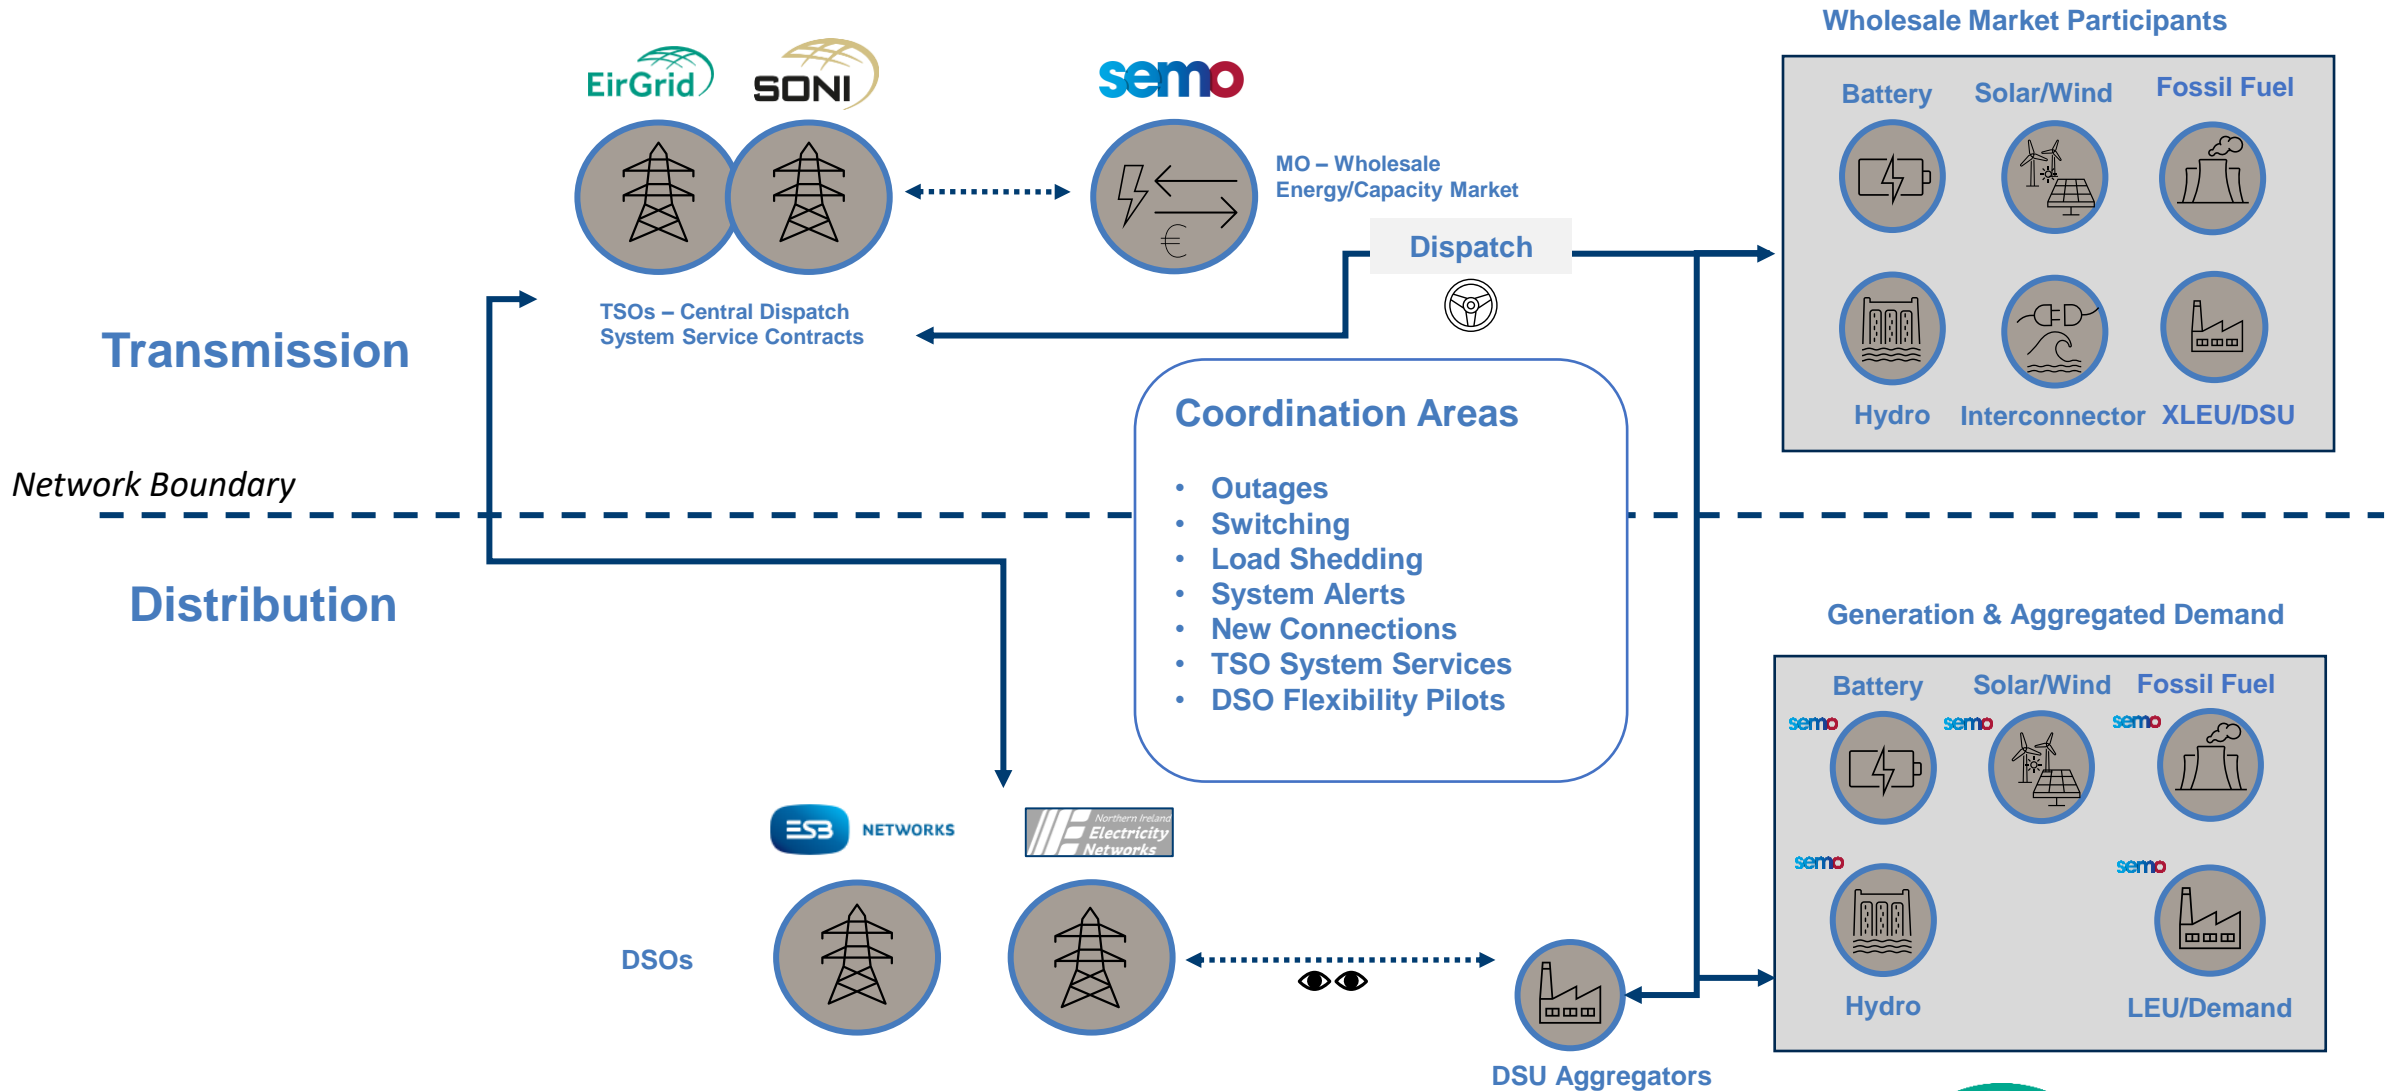 Wholesale Market Participants
EirGrid
SONI
semo
Battery
Solar/Wind
Fossil Fuel
MO – Wholesale
Energy/Capacity Market
€
Dispatch
TSOs – Central Dispatch
System Service Contracts
Transmission
Hydro
Interconnector
XLEU/DSU
Coordination Areas
• Outages
• Switching
• Load Shedding
• System Alerts
• New Connections
• TSO System Services
• DSO Flexibility Pilots
Network Boundary
Distribution
Generation & Aggregated Demand
Battery
Solar/Wind
Fossil Fuel
semo
semo
semo
ESB NETWORKS
Northern Ireland
Electricity
Networks
semo
semo
DSOs
Hydro
LEU/Demand
DSU Aggregators